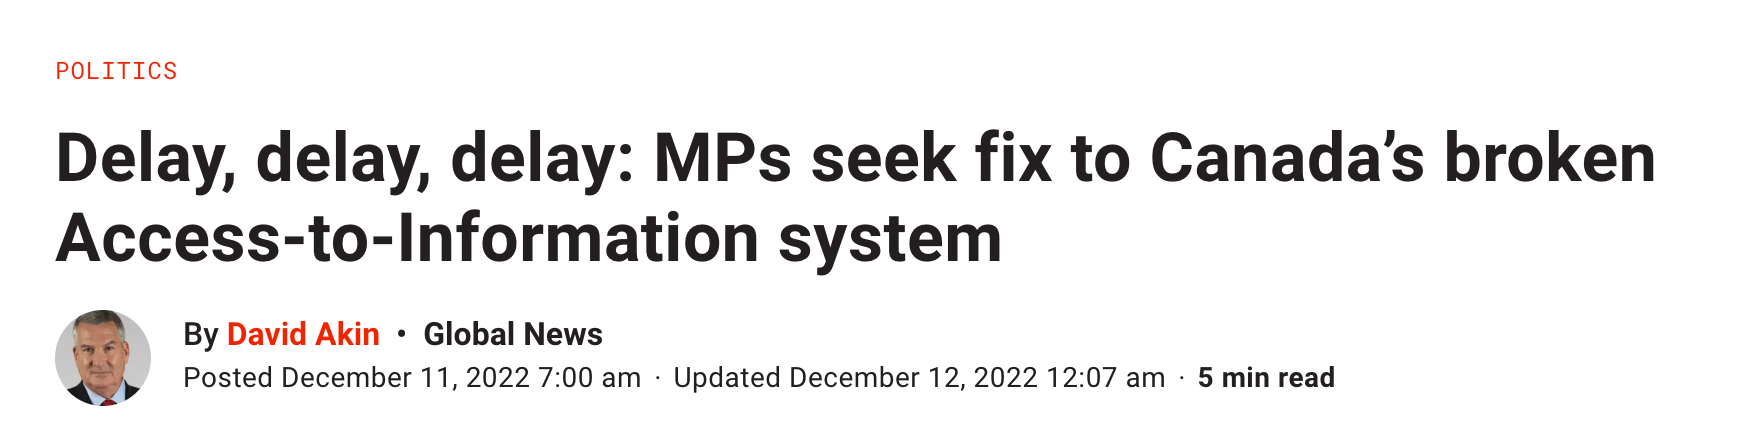 POLITICS
Delay, delay, delay: MPs seek fix to Canada’s broken
Access-to-Information system
By David Akin • Global News
Posted December 11, 2022 7:00 am · Updated December 12, 2022 12:07 am · 5 min read